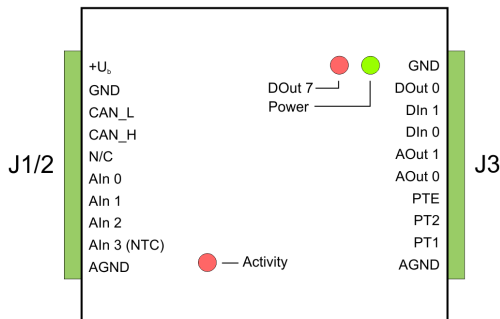 J1/2
+Ub
GND
CAN_L
CAN_H
N/C
AIn 0
AIn 1
AIn 2
AIn 3 (NTC)
AGND
DOut 7
Power
Activity
GND
DOut 0
DIn 1
DIn 0
AOut 1
AOut 0
PTE
PT2
PT1
AGND
J3